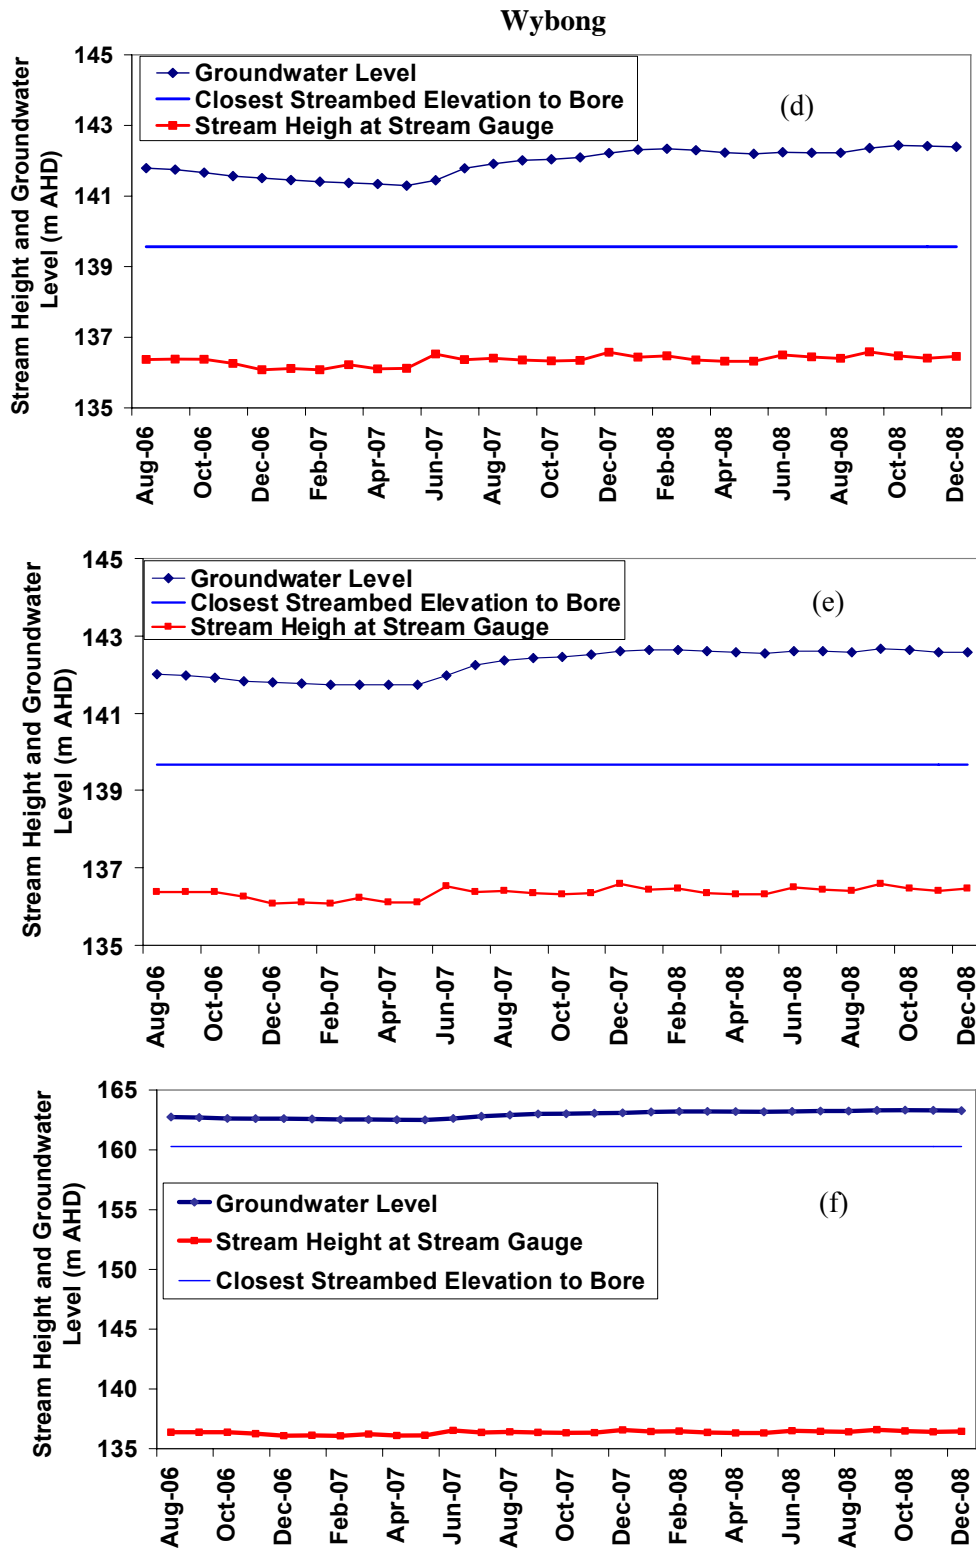 Wybong
145
143
141
139
137
135
Stream Height and Groundwater
Level (m AHD)
Groundwater Level
Closest Streambed Elevation to Bore
Stream Heigh at Stream Gauge
(d)
Aug-06
Oct-06
Dec-06
Feb-07
Apr-07
Jun-07
Aug-07
Oct-07
Dec-07
Feb-08
Apr-08
Jun-08
Aug-08
Oct-08
Dec-08
145
143
141
139
137
135
Stream Height and Groundwater
Level (m AHD)
Groundwater Level
Closest Streambed Elevation to Bore
Stream Heigh at Stream Gauge
(e)
Aug-06
Oct-06
Dec-06
Feb-07
Apr-07
Jun-07
Aug-07
Oct-07
Dec-07
Feb-08
Apr-08
Jun-08
Aug-08
Oct-08
Dec-08
165
160
155
150
145
140
135
Stream Height and Groundwater
Level (m AHD)
Groundwater Level
Stream Height at Stream Gauge
Closest Streambed Elevation to Bore
(f)
Aug-06
Oct-06
Dec-06
Feb-07
Apr-07
Jun-07
Aug-07
Oct-07
Dec-07
Feb-08
Apr-08
Jun-08
Aug-08
Oct-08
Dec-08